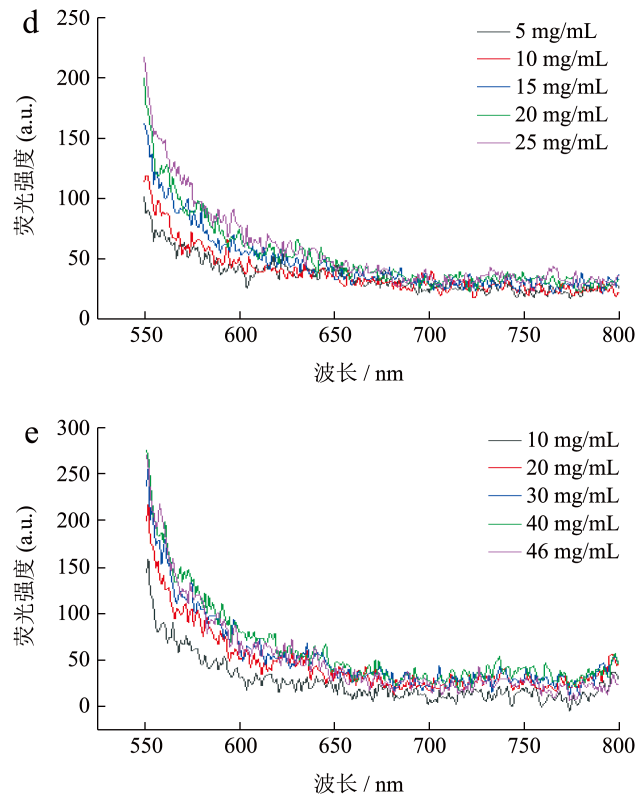 d
250
200
150
100
50
0
荧光强度 (a.u.)
5 mg/mL
10 mg/mL
15 mg/mL
20 mg/mL
25 mg/mL
550 600 650 700 750 800
波长 / nm
e
300
250
200
150
100
50
0
荧光强度 (a.u.)
10 mg/mL
20 mg/mL
30 mg/mL
40 mg/mL
46 mg/mL
550 600 650 700 750 800
波长 / nm